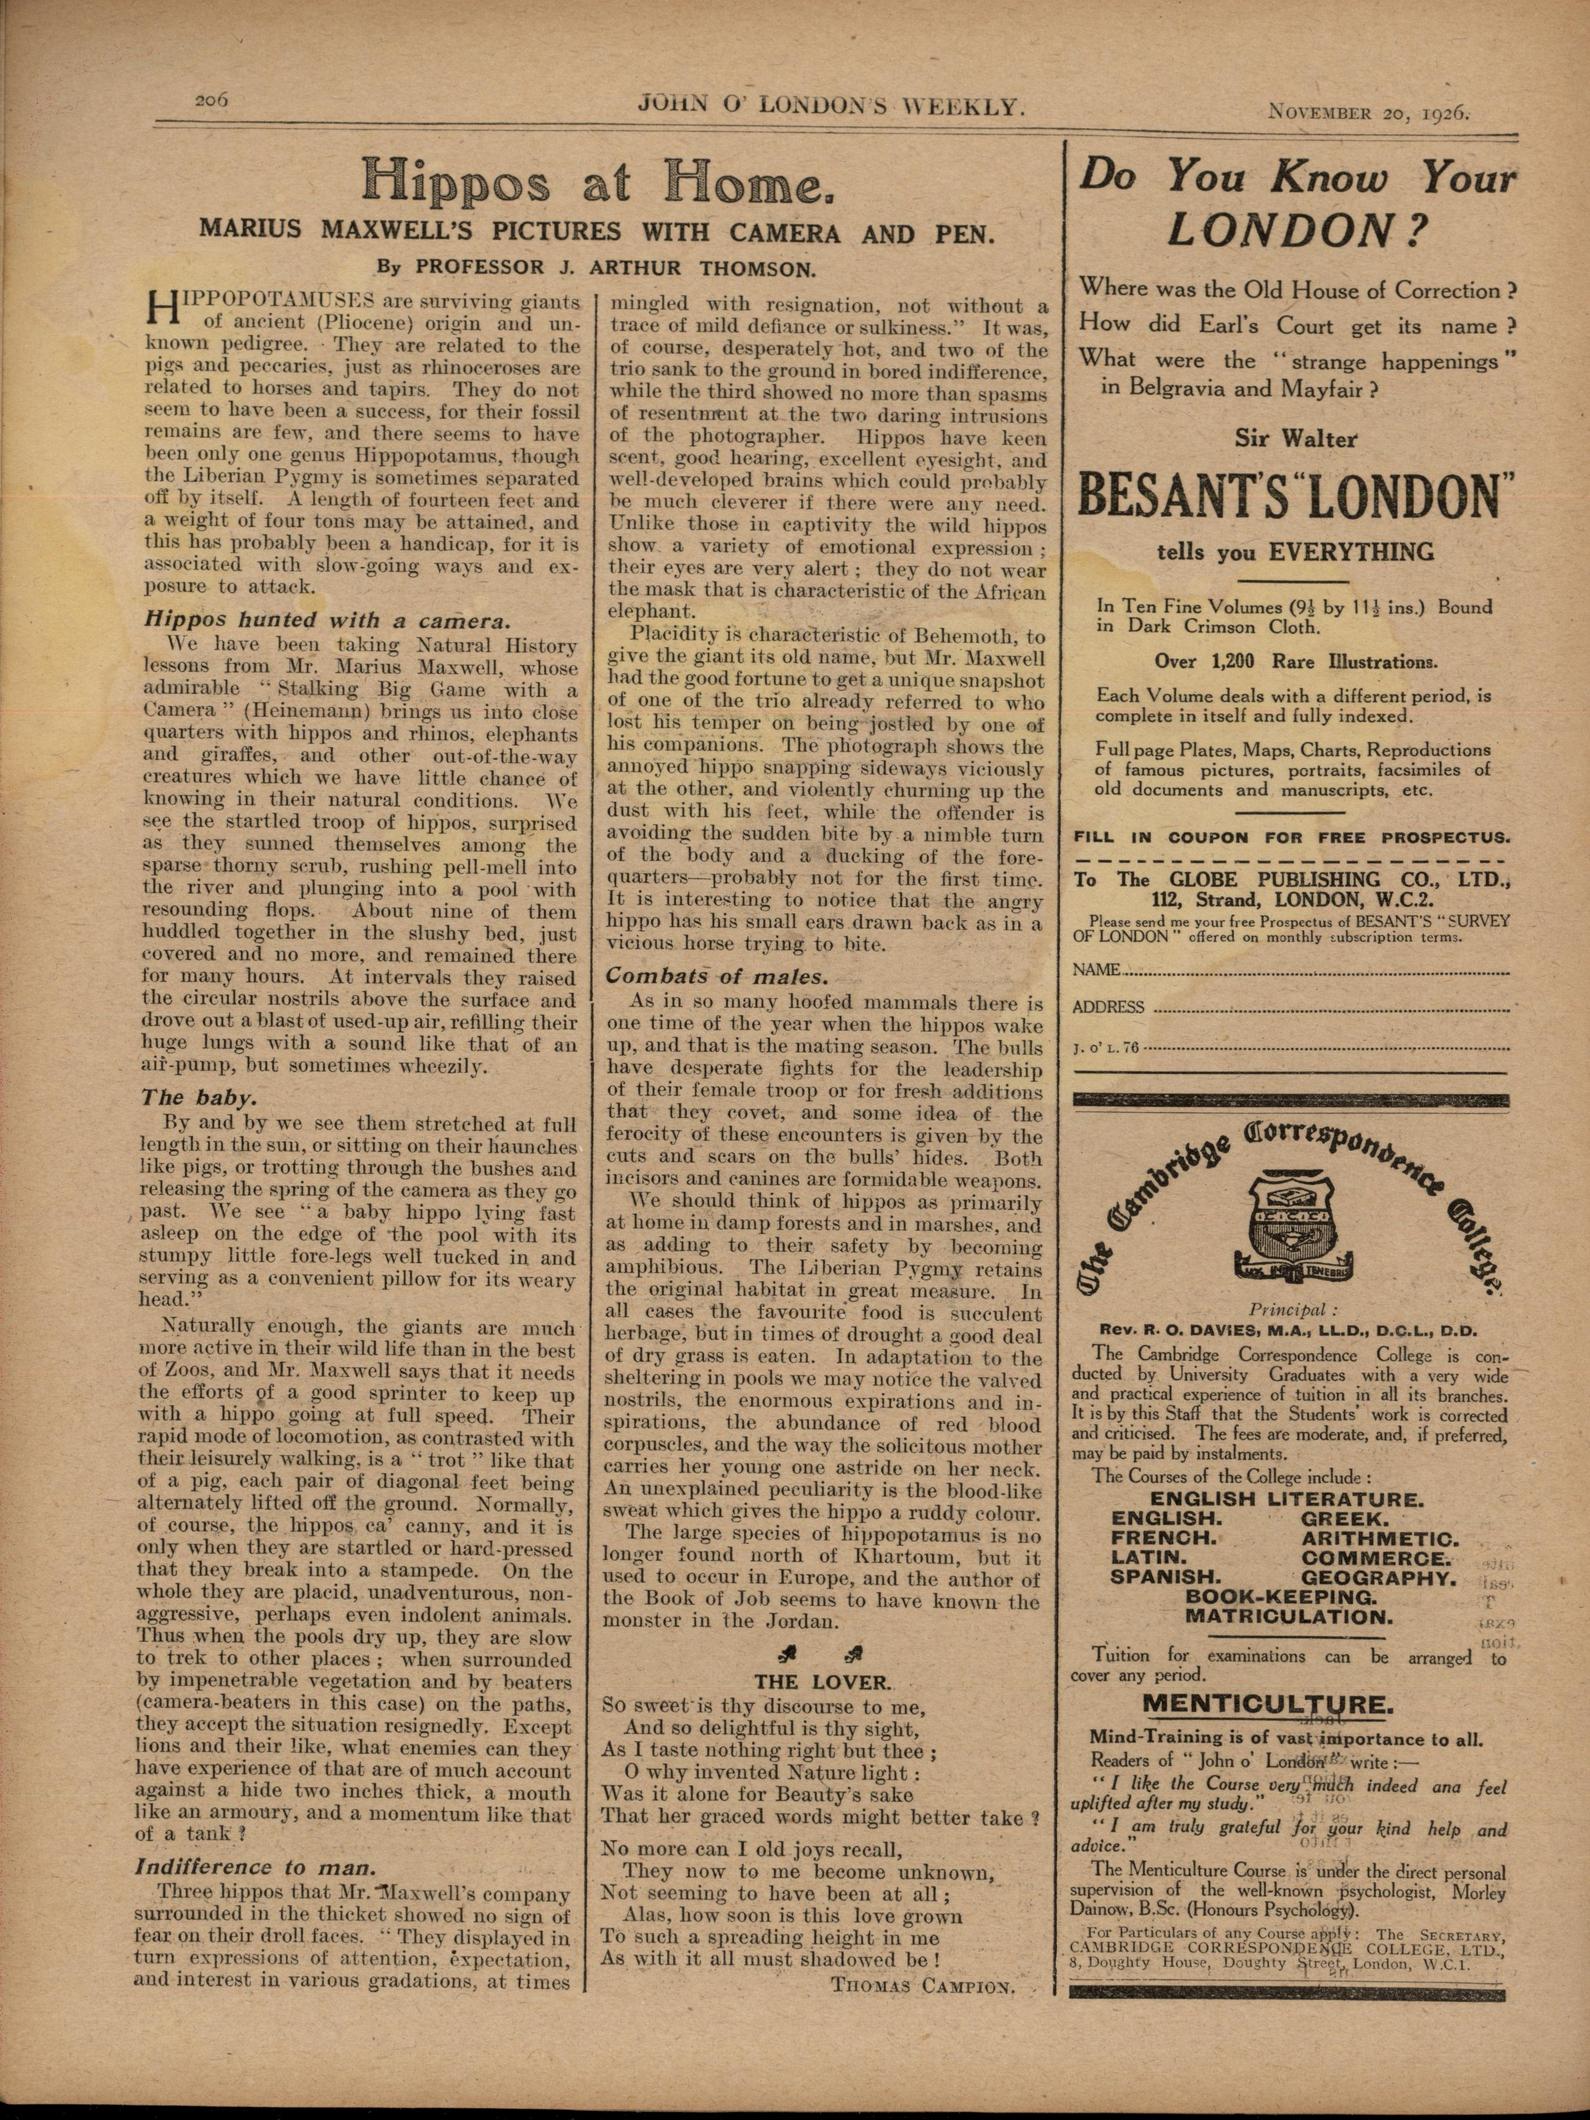 206
JOHN O' LONDON'S WEEKLY.
NOVEMBER 20, 1926.
Hippos at Home.
MARIUS MAXWELL'S PICTURES WITH CAMERA AND PEN.
By PROFESSOR J. ARTHUR THOMSON.
HIPPOPOTAMUSES are surviving giants
of ancient (Pliocene) origin and un-
known pedigree. They are related to the
pigs and peccaries, just as rhinoceroses are
related to horses and tapirs. They do not
seem to have been a success, for their fossil
remains are few, and there seems to have
been only one genus Hippopotamus, though
the Liberian Pygmy is sometimes separated
off by itself. A length of fourteen feet and
a weight of four tons may be attained, and
this has probably been a handicap, for it is
associated with slow-going ways and ex-
posure to attack.
Hippos hunted with a camera.
We have been taking Natural History
lessons from Mr. Marius Maxwell, whose
admirable "Stalking Big Game with a
Camera" (Heinemann) brings us into close
quarters with hippos and rhinos, elephants
and giraffes, and other out-of-the-way
creatures which we have little chance of
knowing in their natural conditions. We
see the startled troop of hippos, surprised
as they sunned themselves among the
sparse thorny scrub, rushing pell-mell into
the river and plunging into a pool with
resounding flops. About nine of them
huddled together in the slushy bed, just
covered and no more, and remained there
for many hours. At intervals they raised
the circular nostrils above the surface and
drove out a blast of used-up air, refilling their
huge lungs with a sound like that of an
air-pump, but sometimes wheezily.
The baby.
By and by we see them stretched at full
length in the sun, or sitting on their haunches
like pigs, or trotting through the bushes and
releasing the spring of the camera as they go
past. We see "a baby hippo lying fast
asleep on the edge of the pool with its
stumpy little fore-legs well tucked in and
serving as a convenient pillow for its weary
head."
Naturally enough, the giants are much
more active in their wild life than in the best
of Zoos, and Mr. Maxwell says that it needs
the efforts of a good sprinter to keep up
with a hippo going at full speed. Their
rapid mode of locomotion, as contrasted with
their leisurely walking, is a "trot" like that
of a pig, each pair of diagonal feet being
alternately lifted off the ground. Normally,
of course, the hippos ca' canny, and it is
only when they are startled or hard-pressed
that they break into a stampede. On the
whole they are placid, unadventurous, non-
aggressive, perhaps even indolent animals.
Thus when the pools dry up, they are slow
to trek to other places; when surrounded
by impenetrable vegetation and by beaters
(camera-beaters in this case) on the paths,
they accept the situation resignedly. Except
lions and their like, what enemies can they
have experience of that are of much account
against a hide two inches thick, a mouth
like an armoury, and a momentum like that
of a tank?
Indifference to man.
Three hippos that Mr. Maxwell's company
surrounded in the thicket showed no sign of
fear on their droll faces. "They displayed in
turn expressions of attention, expectation,
and interest in various gradations, at times
mingled with resignation, not without a
trace of mild defiance or sulkiness." It was,
of course, desperately hot, and two of the
trio sank to the ground in bored indifference,
while the third showed no more than spasms
of resentment at the two daring intrusions
of the photographer. Hippos have keen
scent, good hearing, excellent eyesight, and
well-developed brains which could probably
be much cleverer if there were any need.
Unlike those in captivity the wild hippos
show a variety of emotional expression;
their eyes are very alert; they do not wear
the mask that is characteristic of the African
elephant.
Placidity is characteristic of Behemoth, to
give the giant its old name, but Mr. Maxwell
had the good fortune to get a unique snapshot
of one of the trio already referred to who
lost his temper on being jostled by one of
his companions. The photograph shows the
annoyed hippo snapping sideways viciously
at the other, and violently churning up the
dust with his feet, while the offender is
avoiding the sudden bite by a nimble turn
of the body and a ducking of the fore-
quarters—probably not for the first time.
It is interesting to notice that the angry
hippo has his small ears drawn back as in a
vicious horse trying to bite.
Combats of males.
As in so many hoofed mammals there is
one time of the year when the hippos wake
up, and that is the mating season. The bulls
have desperate fights for the leadership
of their female troop or for fresh additions
that they covet, and some idea of the
ferocity of these encounters is given by the
cuts and scars on the bulls' hides. Both
incisors and canines are formidable weapons.
We should think of hippos as primarily
at home in damp forests and in marshes, and
as adding to their safety by becoming
amphibious. The Liberian Pygmy retains
the original habitat in great measure. In
all cases the favourite food is succulent
herbage, but in times of drought a good deal
of dry grass is eaten. In adaptation to the
sheltering in pools we may notice the valved
nostrils, the enormous expirations and in-
spirations, the abundance of red blood
corpuscles, and the way the solicitous mother
carries her young one astride on her neck.
An unexplained peculiarity is the blood-like
sweat which gives the hippo a ruddy colour.
The large species of hippopotamus is no
longer found north of Khartoum, but it
used to occur in Europe, and the author of
the Book of Job seems to have known the
monster in the Jordan.
THE LOVER.
So sweet is thy discourse to me,
And so delightful is thy sight,
As I taste nothing right but thee;
O why invented Nature light:
Was it alone for Beauty's sake
That her graced words might better take?
No more can I old joys recall,
They now to me become unknown,
Not seeming to have been at all;
Alas, how soon is this love grown
To such a spreading height in me
As with it all must shadowed be!
THOMAS CAMPION.
Do You Know Your
LONDON?
Where was the Old House of Correction?
How did Earl's Court get its name?
What were the "strange happenings"
in Belgravia and Mayfair?
Sir Walter
BESANT'S "LONDON"
tells you EVERYTHING
In Ten Fine Volumes (9½ by 11½ ins.) Bound
in Dark Crimson Cloth.
Over 1,200 Rare Illustrations.
Each Volume deals with a different period, is
complete in itself and fully indexed.
Full page Plates, Maps, Charts, Reproductions
of famous pictures, portraits, facsimiles of
old documents and manuscripts, etc.
FILL IN COUPON FOR FREE PROSPECTUS.
To The GLOBE PUBLISHING CO., LTD.,
112, Strand, LONDON, W.C.2.
Please send me your free Prospectus of BESANT'S "SURVEY
OF LONDON" offered on monthly subscription terms.
NAME
ADDRESS
J. O' L. 76
The Cambridge Correspondence College.
Principal:
Rev. R. O. DAVIES, M.A., LL.D., D.C.L., D.D.
The Cambridge Correspondence College is con-
ducted by University Graduates with a very wide
and practical experience of tuition in all its branches.
It is by this Staff that the Students' work is corrected
and criticised. The fees are moderate, and, if preferred,
may be paid by instalments.
The Courses of the College include:
ENGLISH LITERATURE.
ENGLISH. GREEK.
FRENCH. ARITHMETIC.
LATIN. COMMERCE.
SPANISH. GEOGRAPHY.
BOOK-KEEPING.
MATRICULATION.
Tuition for examinations can be arranged to
cover any period.
MENTICULTURE.
Mind-Training is of vast importance to all.
Readers of "John o' London" write:—
"I like the Course very much indeed and feel
uplifted after my study."
"I am truly grateful for your kind help and
advice."
The Menticulture Course is under the direct personal
supervision of the well-known psychologist, Morley
Dainow, B.Sc. (Honours Psychology).
For Particulars of any Course apply: The SECRETARY,
CAMBRIDGE CORRESPONDENCE COLLEGE, LTD.,
8, Doughty House, Doughty Street, London, W.C.1.